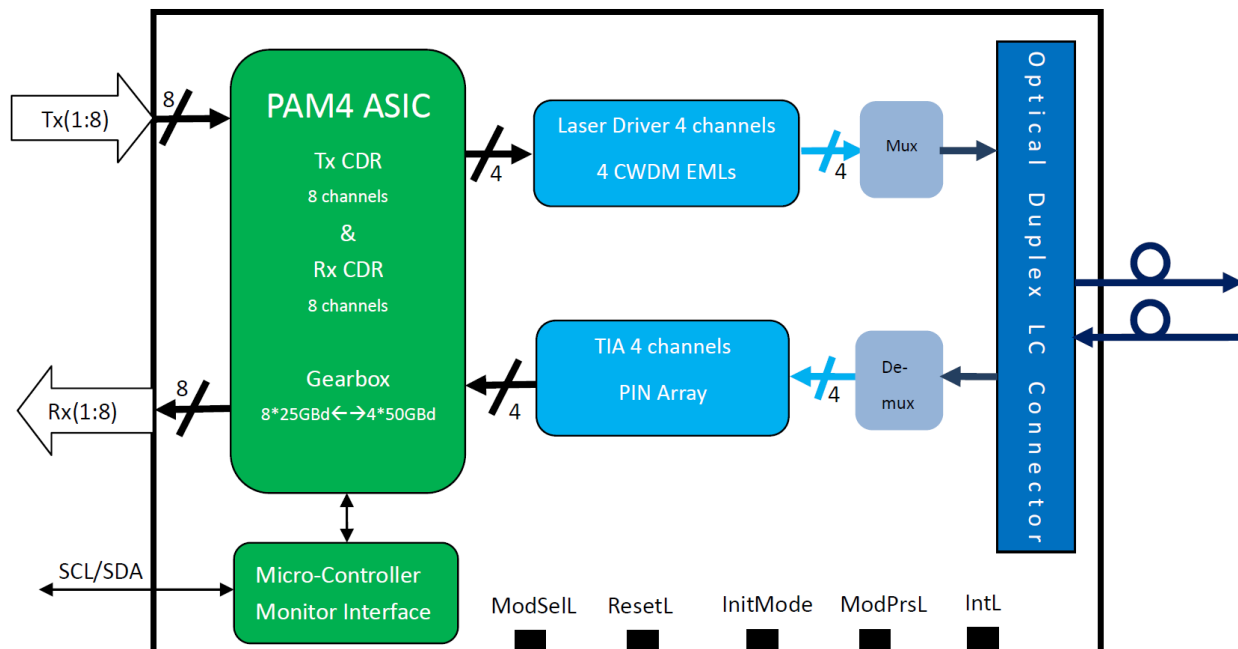 8
Tx(1:8)
PAM4 ASIC
Tx CDR
8 channels
&
Rx CDR
8 channels
Gearbox
8*25GBd←→4*50GBd
4
Laser Driver 4 channels
4 CWDM EMLs
4
Mux
Optical Duplex LC Connector
TIA 4 channels
PIN Array
4
4
De-
mux
8
Rx(1:8)
SCL/SDA
Micro-Controller
Monitor Interface
ModSelL
ResetL
InitMode
ModPrsL
IntL